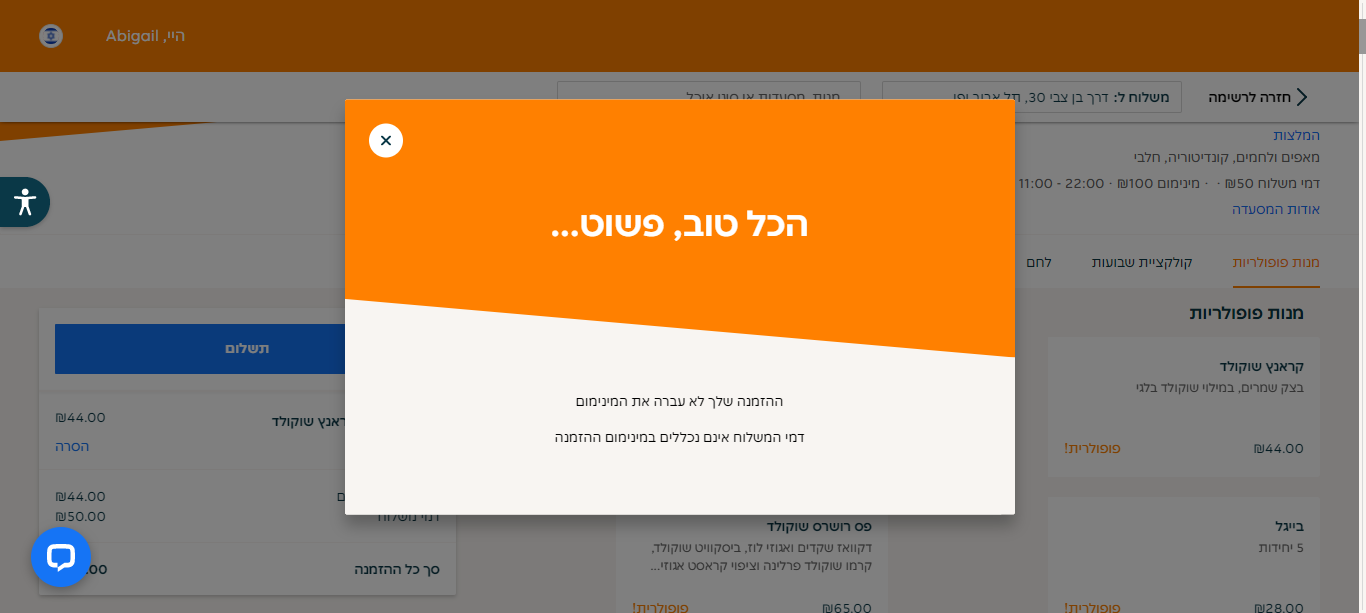 היי, Abigail
חזרה לרשימה
משלוח ל: דרך בן צבי 30, תל אביב יפו
מנות, מסעדות או סוגי אוכל
המלצות
מאפים ולחמים, קונדיטוריה, חלבי
דמי משלוח ₪50 · · מינימום ₪100 · 11:00 - 22:00
אודות המסעדה
מנות פופולריות
קולקציית שבועות
לחם
הכל טוב, פשוט...
ההזמנה שלך לא עברה את המינימום
דמי המשלוח אינם נכללים במינימום ההזמנה
מנות פופולריות
קראנץ שוקולד
בצק שמרים, במילוי שוקולד בלגי
₪44.00
פופולרית!
בייגל
5 יחידות
₪28.00
פופולרית!
פס רושרס שוקולד
דקוואז שקדים ואגוזי לוז, ביסקוויט שוקולד,
קרמו שוקולד פרלינה וציפוי קראסט אגוזי...
₪65.00
פופולרית!
תשלום
שוקולד
₪44.00
הסרה
₪44.00
דמי משלוח
₪50.00
סך כל ההזמנה